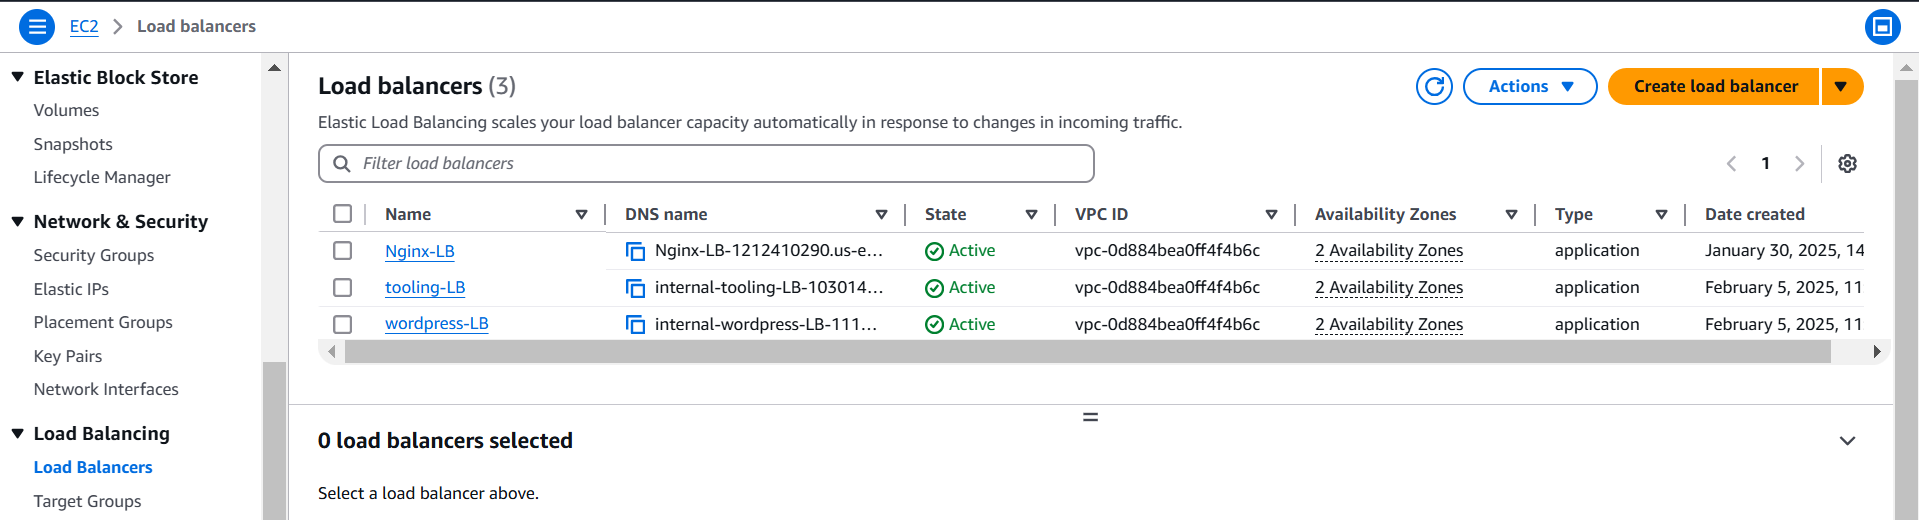 EC2 > Load balancers
Elastic Block Store
Volumes
Snapshots
Lifecycle Manager
Network & Security
Security Groups
Elastic IPs
Placement Groups
Key Pairs
Network Interfaces
Load Balancing
Load Balancers
Target Groups
Load balancers (3)
Actions
Create load balancer
Elastic Load Balancing scales your load balancer capacity automatically in response to changes in incoming traffic.
Filter load balancers
1
Name DNS name State VPC ID Availability Zones Type Date created
Nginx-LB Nginx-LB-1212410290.us-e... Active vpc-0d884bea0ff4f4b6c 2 Availability Zones application January 30, 2025, 14
tooling-LB internal-tooling-LB-103014... Active vpc-0d884bea0ff4f4b6c 2 Availability Zones application February 5, 2025, 11
wordpress-LB internal-wordpress-LB-111... Active vpc-0d884bea0ff4f4b6c 2 Availability Zones application February 5, 2025, 11
0 load balancers selected
Select a load balancer above.